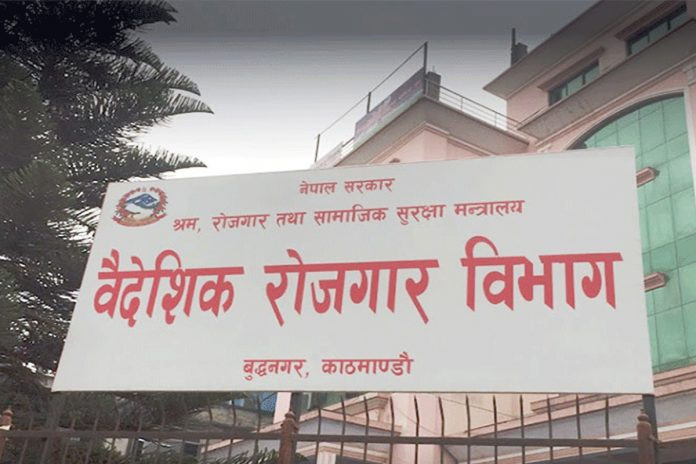 नेपाल सरकार
श्रम, रोजगार तथा सामाजिक सुरक्षा मन्त्रालय
वैदेशिक रोजगार विभाग
बुद्धनगर, काठमाण्डौ